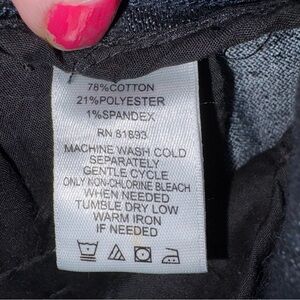 78%COTTON
21%POLYESTER
1%SPANDEX
RN 81893
MACHINE WASH COLD
SEPARATELY
GENTLE CYCLE
ONLY NON-CHLORINE BLEACH
WHEN NEEDED
TUMBLE DRY LOW
WARM IRON
IF NEEDED